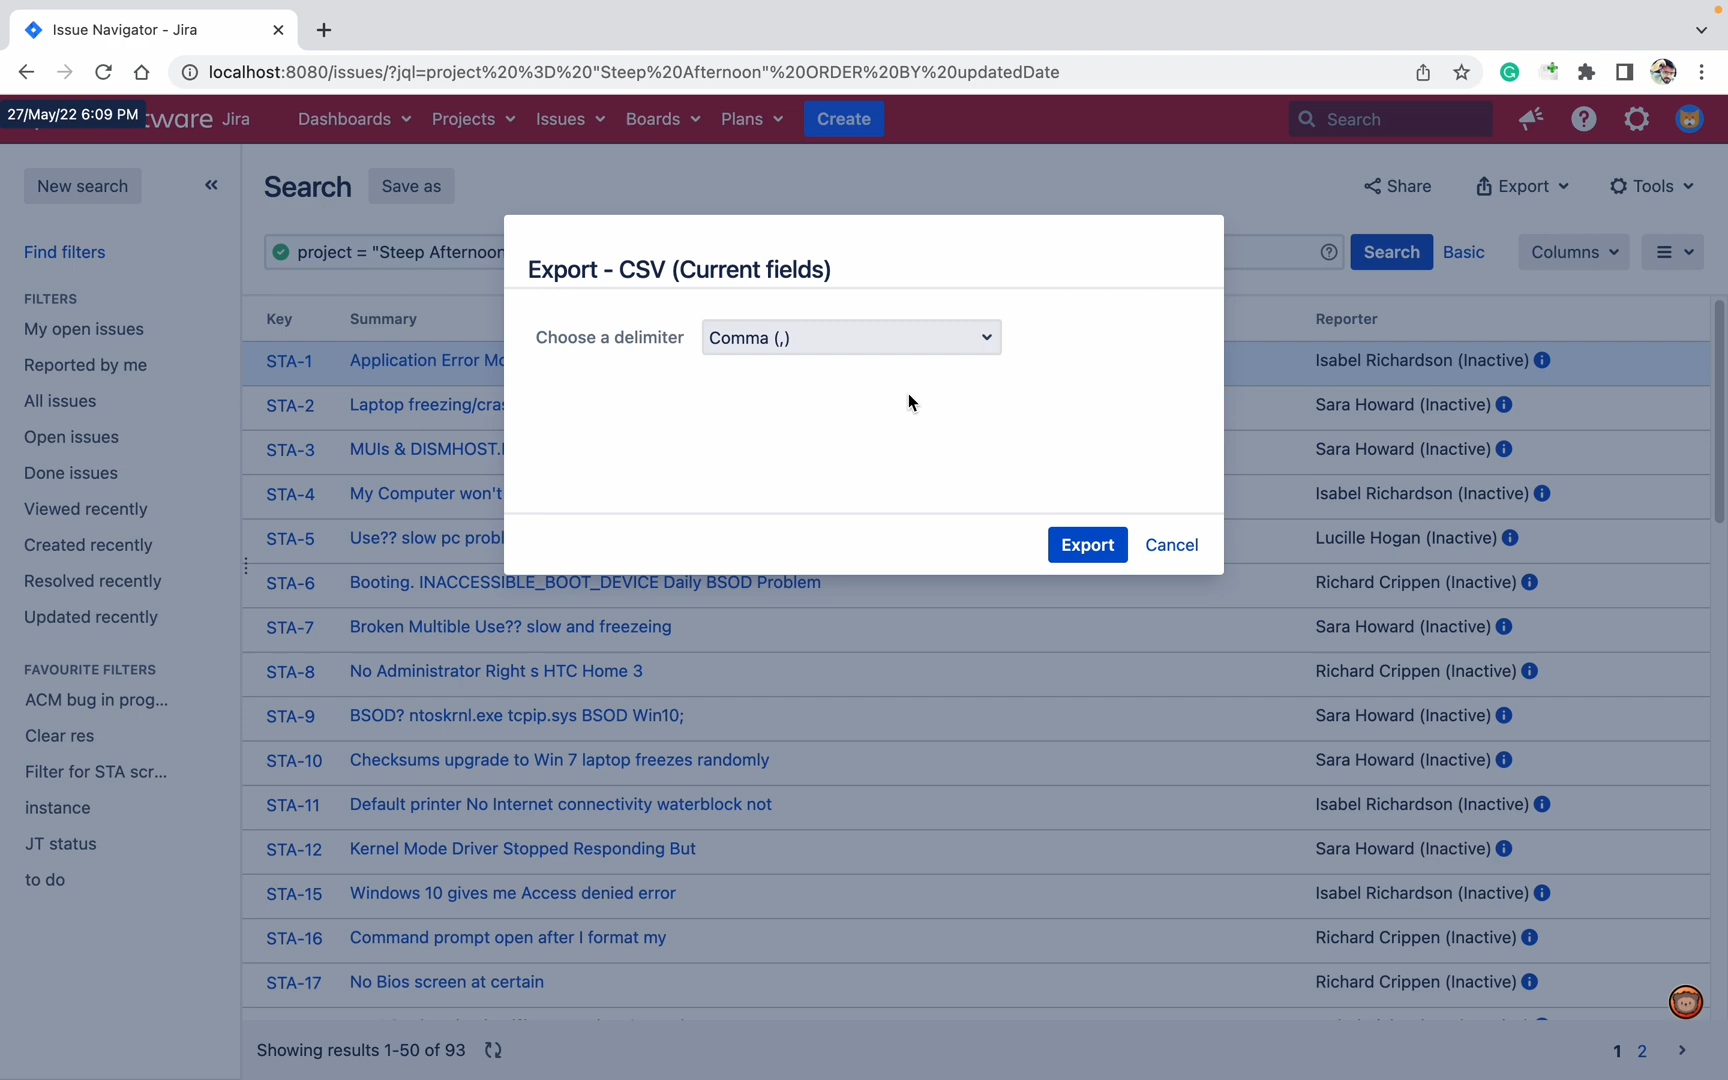 Issue Navigator - Jira
localhost:8080/issues/?jql=project%20%3D%20"Steep%20Afternoon"%20ORDER%20BY%20updatedDate
27/May/22 6:09 PM
tware Jira Dashboards Projects Issues Boards Plans Create Search
New search
Search Save as Share Export Tools
Find filters
project = "Steep Afternoon Search Basic Columns
Export - CSV (Current fields)
Choose a delimiter Comma (,)
Export Cancel
FILTERS
My open issues
Reported by me
All issues
Open issues
Done issues
Viewed recently
Created recently
Resolved recently
Updated recently
FAVOURITE FILTERS
ACM bug in prog...
Clear res
Filter for STA scr...
instance
JT status
to do
Key Summary Reporter
STA-1 Application Error Mo Isabel Richardson (Inactive)
STA-2 Laptop freezing/cras Sara Howard (Inactive)
STA-3 MUIs & DISMHOST. Sara Howard (Inactive)
STA-4 My Computer won't Isabel Richardson (Inactive)
STA-5 Use?? slow pc probl Lucille Hogan (Inactive)
STA-6 Booting. INACCESSIBLE_BOOT_DEVICE Daily BSOD Problem Richard Crippen (Inactive)
STA-7 Broken Multible Use?? slow and freezeing Sara Howard (Inactive)
STA-8 No Administrator Right s HTC Home 3 Richard Crippen (Inactive)
STA-9 BSOD? ntoskrnl.exe tcpip.sys BSOD Win10; Sara Howard (Inactive)
STA-10 Checksums upgrade to Win 7 laptop freezes randomly Sara Howard (Inactive)
STA-11 Default printer No Internet connectivity waterblock not Isabel Richardson (Inactive)
STA-12 Kernel Mode Driver Stopped Responding But Sara Howard (Inactive)
STA-15 Windows 10 gives me Access denied error Isabel Richardson (Inactive)
STA-16 Command prompt open after I format my Richard Crippen (Inactive)
STA-17 No Bios screen at certain Richard Crippen (Inactive)
Showing results 1-50 of 93 1 2